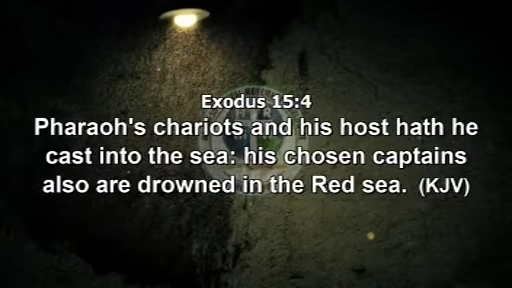 Exodus 15:4
Pharaoh's chariots and his host hath he
cast into the sea: his chosen captains
also are drowned in the Red sea. (KJV)